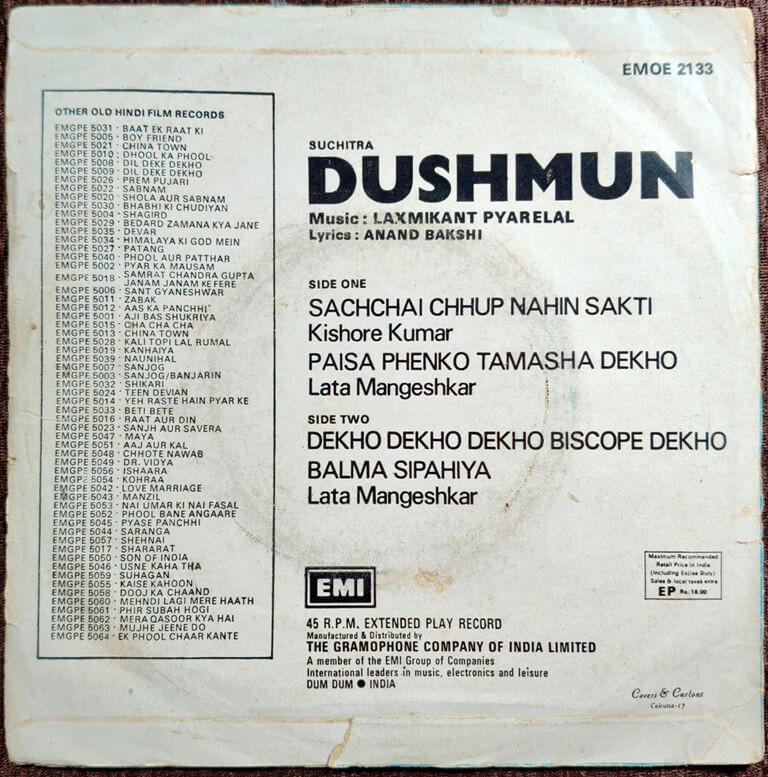 EMOE 2133
OTHER OLD HINDI FILM RECORDS
EMGPE 5031 · BAAT EK RAAT KI
EMGPE 5005 · BOY FRIEND
EMGPE 5021 · CHINA TOWN
EMGPE 5010 · DHOOL KA PHOOL
EMGPE 5008 · DIL DEKE DEKHO
EMGPE 5009 · DIL DEKE DEKHO
EMGPE 5026 · PREM PUJARI
EMGPE 5022 · SABNAM
EMGPE 5020 · SHOLA AUR SABNAM
EMGPE 5030 · BHABHI KI CHUDIYAN
EMGPE 5004 · SHAGIRD
EMGPE 5029 · BEDARD ZAMANA KYA JANE
EMGPE 5035 · DEVAR
EMGPE 5034 · HIMALAYA KI GOD MEIN
EMGPE 5027 · PATANG
EMGPE 5040 · PHOOL AUR PATTHAR
EMGPE 5002 · PYAR KA MAUSAM
EMGPE 5018 · SAMRAT CHANDRA GUPTA
JANAM JANAM KE FERE
EMGPE 5006 · SANT GYANESHWAR
EMGPE 5011 · ZABAK
EMGPE 5012 · AAS KA PANCHHI
EMGPE 5001 · AJI BAS SHUKRIYA
EMGPE 5015 · CHA CHA CHA
EMGPE 5013 · CHINA TOWN
EMGPE 5028 · KALI TOPI LAL RUMAL
EMGPE 5019 · KANHAIYA
EMGPE 5039 · NAUNIHAL
EMGPE 5007 · SANJOG
EMGPE 5003 · SANJOG/BANJARIN
EMGPE 5032 · SHIKARI
EMGPE 5024 · TEEN DEVIAN
EMGPE 5014 · YEH RASTE HAIN PYAR KE
EMGPE 5033 · BETI BETE
EMGPE 5016 · RAAT AUR DIN
EMGPE 5023 · SANJH AUR SAVERA
EMGPE 5047 · MAYA
EMGPE 5051 · AAJ AUR KAL
EMGPE 5048 · CHHOTE NAWAB
EMGPE 5049 · DR. VIDYA
EMGPE 5056 · ISHAARA
EMGPE 5054 · KOHRAA
EMGPE 5042 · LOVE MARRIAGE
EMGPE 5043 · MANZIL
EMGPE 5053 · NAI UMAR KI NAI FASAL
EMGPE 5052 · PHOOL BANE ANGAARE
EMGPE 5045 · PYASE PANCHHI
EMGPE 5044 · SARANGA
EMGPE 5057 · SHEHNAI
EMGPE 5017 · SHARARAT
EMGPE 5050 · SON OF INDIA
EMGPE 5046 · USNE KAHA THA
EMGPE 5059 · SUHAGAN
EMGPE 5055 · KAISE KAHOON
EMGPE 5058 · DOOJ KA CHAAND
EMGPE 5060 · MEHNDI LAGI MERE HAATH
EMGPE 5061 · PHIR SUBAH HOGI
EMGPE 5062 · MERA QASOOR KYA HAI
EMGPE 5063 · MUJHE JEENE DO
EMGPE 5064 · EK PHOOL CHAAR KANTE
SUCHITRA
DUSHMUN
Music : LAXMIKANT PYARELAL
Lyrics : ANAND BAKSHI
SIDE ONE
SACHCHAI CHHUP NAHIN SAKTI
Kishore Kumar
PAISA PHENKO TAMASHA DEKHO
Lata Mangeshkar
SIDE TWO
DEKHO DEKHO DEKHO BISCOPE DEKHO
BALMA SIPAHIYA
Lata Mangeshkar
Maximum Recommended
Retail Price in India
(Including Excise Duty)
Sales & local taxes extra
EP Rs. 18.00
EMI
45 R.P.M. EXTENDED PLAY RECORD
Manufactured & Distributed by
THE GRAMOPHONE COMPANY OF INDIA LIMITED
A member of the EMI Group of Companies
International leaders in music, electronics and leisure
DUM DUM ● INDIA
Covers & Cartons
Calcutta-17